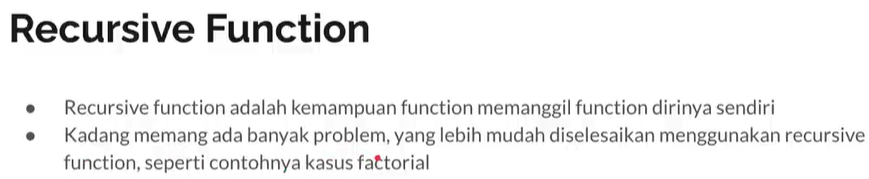 Recursive Function
● Recursive function adalah kemampuan function memanggil function dirinya sendiri
● Kadang memang ada banyak problem, yang lebih mudah diselesaikan menggunakan recursive
function, seperti contohnya kasus factorial